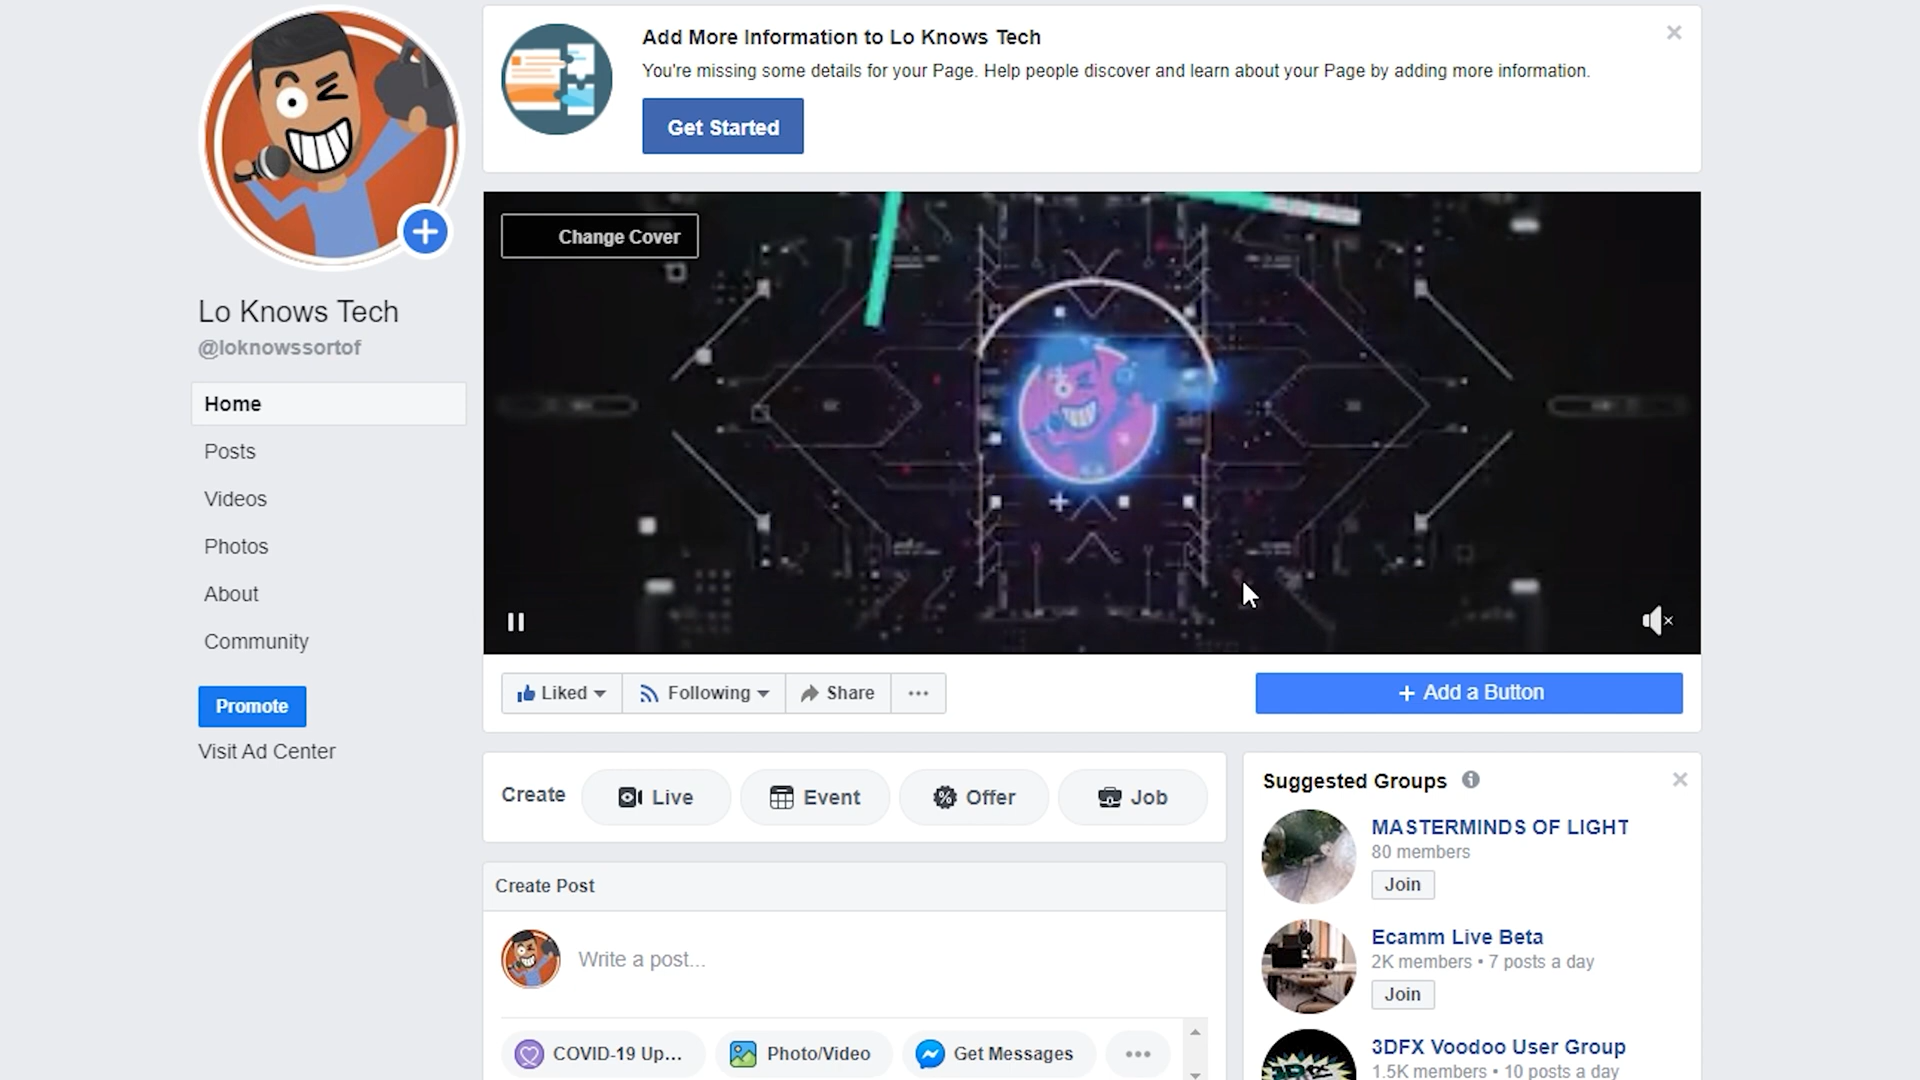 Add More Information to Lo Knows Tech
You're missing some details for your Page. Help people discover and learn about your Page by adding more information.
Get Started
Change Cover
Lo Knows Tech
@loknowssortof
Home
Posts
Videos
Photos
About
Community
Promote
Visit Ad Center
Liked
Following
Share
+ Add a Button
Create
Live
Event
Offer
Job
Create Post
Write a post...
COVID-19 Up...
Photo/Video
Get Messages
Suggested Groups
MASTERMINDS OF LIGHT
80 members
Join
Ecamm Live Beta
2K members • 7 posts a day
Join
3DFX Voodoo User Group
1.5K members • 10 posts a day